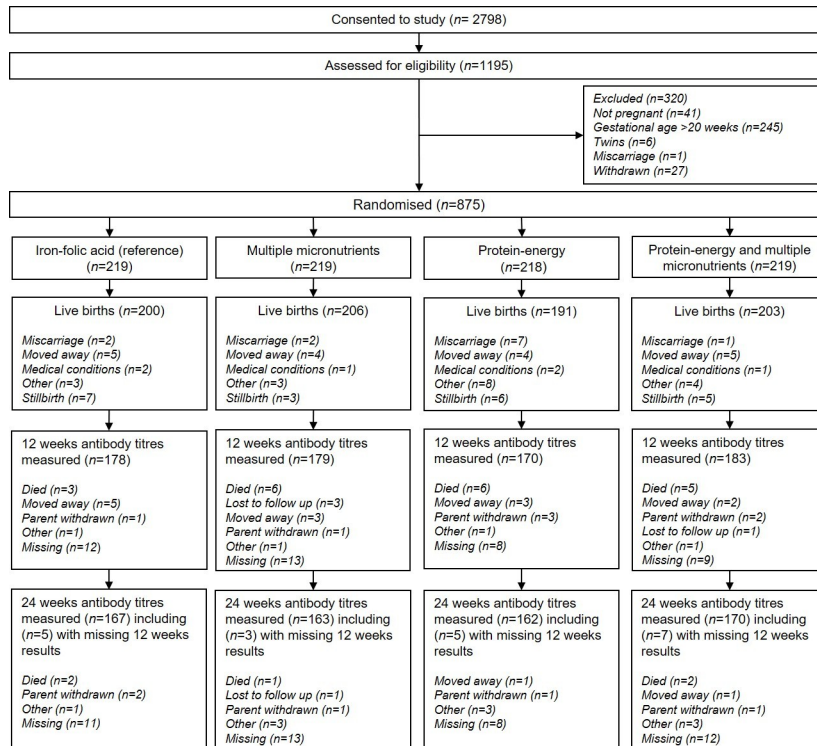 Consented to study (n= 2798)
Assessed for eligibility (n=1195)
Excluded (n=320)
Not pregnant (n=41)
Gestational age >20 weeks (n=245)
Twins (n=6)
Miscarriage (n=1)
Withdrawn (n=27)
Randomised (n=875)
Iron-folic acid (reference)
(n=219)
Multiple micronutrients
(n=219)
Protein-energy
(n=218)
Protein-energy and multiple
micronutrients (n=219)
Live births (n=200)
Miscarriage (n=2)
Moved away (n=5)
Medical conditions (n=2)
Other (n=3)
Stillbirth (n=7)
Live births (n=206)
Miscarriage (n=2)
Moved away (n=4)
Medical conditions (n=1)
Other (n=3)
Stillbirth (n=3)
Live births (n=191)
Miscarriage (n=7)
Moved away (n=4)
Medical conditions (n=2)
Other (n=8)
Stillbirth (n=6)
Live births (n=203)
Miscarriage (n=1)
Moved away (n=5)
Medical conditions (n=1)
Other (n=4)
Stillbirth (n=5)
12 weeks antibody titres
measured (n=178)
Died (n=3)
Moved away (n=5)
Parent withdrawn (n=1)
Other (n=1)
Missing (n=12)
12 weeks antibody titres
measured (n=179)
Died (n=6)
Lost to follow up (n=3)
Moved away (n=3)
Parent withdrawn (n=1)
Other (n=1)
Missing (n=13)
12 weeks antibody titres
measured (n=170)
Died (n=6)
Moved away (n=3)
Parent withdrawn (n=3)
Other (n=1)
Missing (n=8)
12 weeks antibody titres
measured (n=183)
Died (n=5)
Moved away (n=2)
Parent withdrawn (n=2)
Lost to follow up (n=1)
Other (n=1)
Missing (n=9)
24 weeks antibody titres
measured (n=167) including
(n=5) with missing 12 weeks
results
Died (n=2)
Parent withdrawn (n=2)
Other (n=1)
Missing (n=11)
24 weeks antibody titres
measured (n=163) including
(n=3) with missing 12 weeks
results
Died (n=1)
Lost to follow up (n=1)
Parent withdrawn (n=1)
Other (n=3)
Missing (n=13)
24 weeks antibody titres
measured (n=162) including
(n=5) with missing 12 weeks
results
Moved away (n=1)
Parent withdrawn (n=1)
Other (n=3)
Missing (n=8)
24 weeks antibody titres
measured (n=170) including
(n=7) with missing 12 weeks
results
Died (n=2)
Moved away (n=1)
Parent withdrawn (n=1)
Other (n=3)
Missing (n=12)